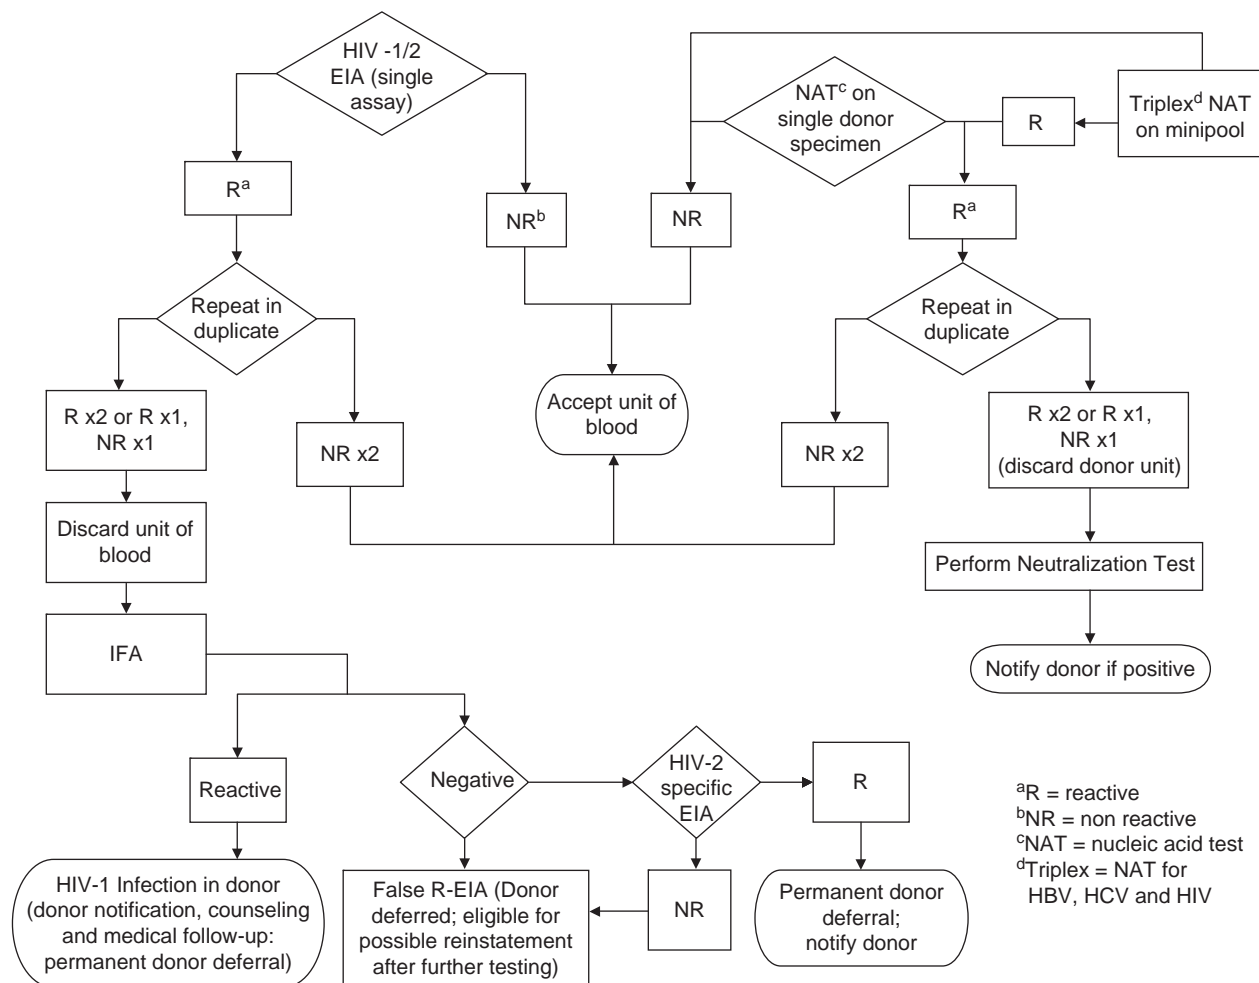 HIV -1/2
EIA (single
assay)
NATᶜ on
single donor
specimen
R
Triplexᵈ NAT
on minipool
Rᵃ
NRᵇ
NR
Rᵃ
Repeat in
duplicate
Repeat in
duplicate
R x2 or R x1,
NR x1
NR x2
Accept unit of
blood
NR x2
R x2 or R x1,
NR x1
(discard donor unit)
Discard unit of
blood
Perform Neutralization Test
IFA
Notify donor if positive
Reactive
Negative
HIV-2
specific
EIA
R
HIV-1 Infection in donor
(donor notification, counseling
and medical follow-up:
permanent donor deferral)
False R-EIA (Donor
deferred; eligible for
possible reinstatement
after further testing)
NR
Permanent donor
deferral;
notify donor
ᵃR = reactive
ᵇNR = non reactive
ᶜNAT = nucleic acid test
ᵈTriplex = NAT for
HBV, HCV and HIV